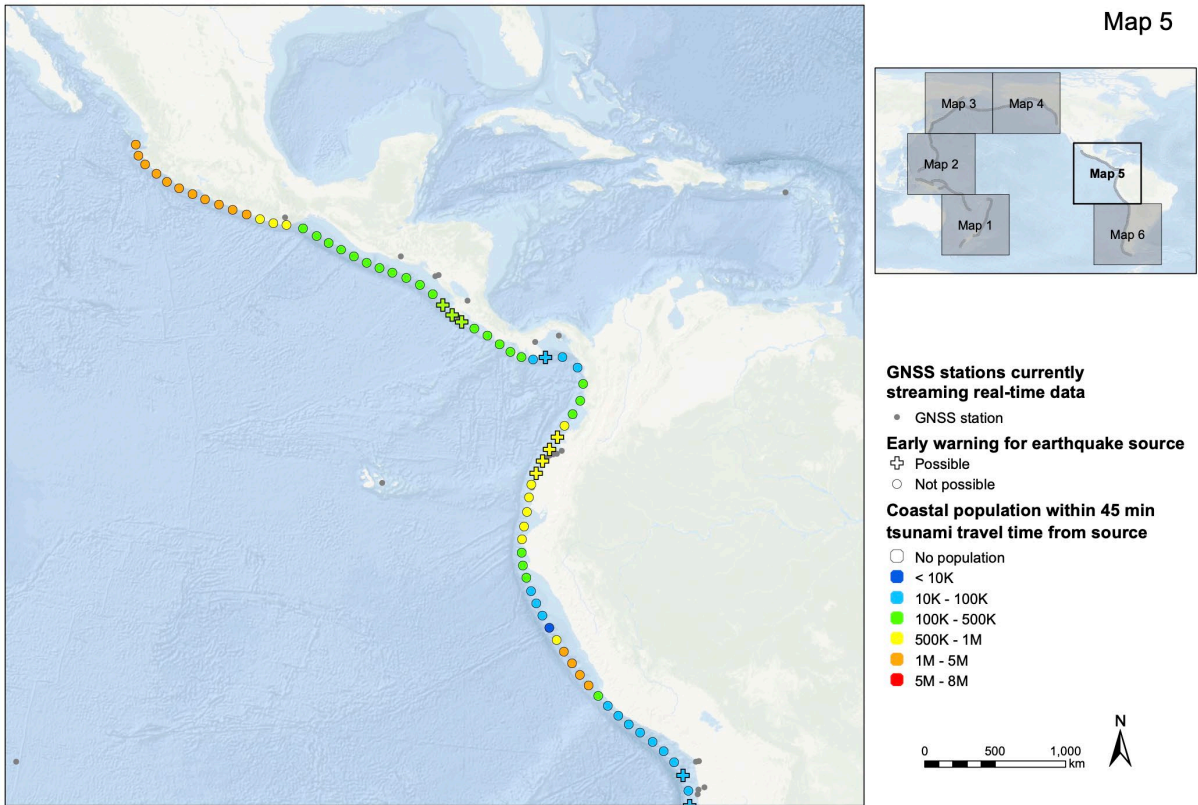 Map 5
Map 3
Map 4
Map 2
Map 5
Map 1
Map 6
GNSS stations currently
streaming real-time data
GNSS station
Early warning for earthquake source
Possible
Not possible
Coastal population within 45 min
tsunami travel time from source
No population
< 10K
10K - 100K
100K - 500K
500K - 1M
1M - 5M
5M - 8M
N
0 500 1,000
km